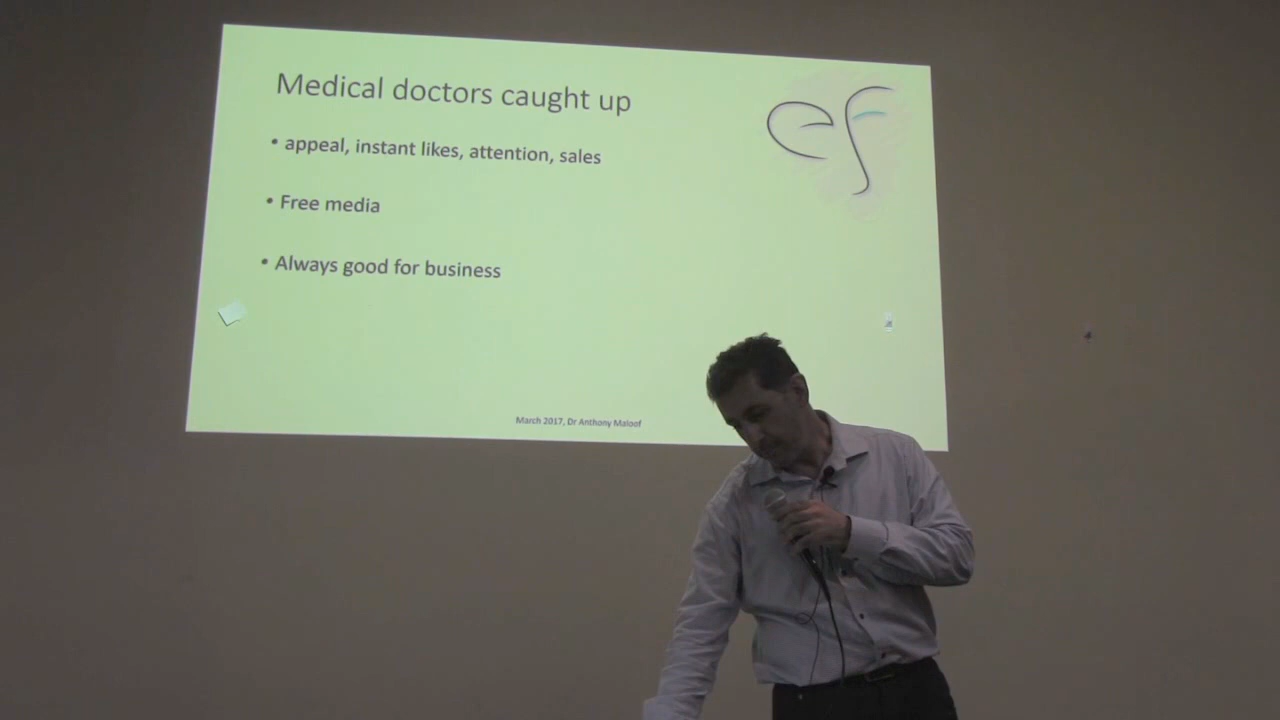 Medical doctors caught up
ef
• appeal, instant likes, attention, sales
• Free media
• Always good for business
March 2017, Dr Anthony Maloof